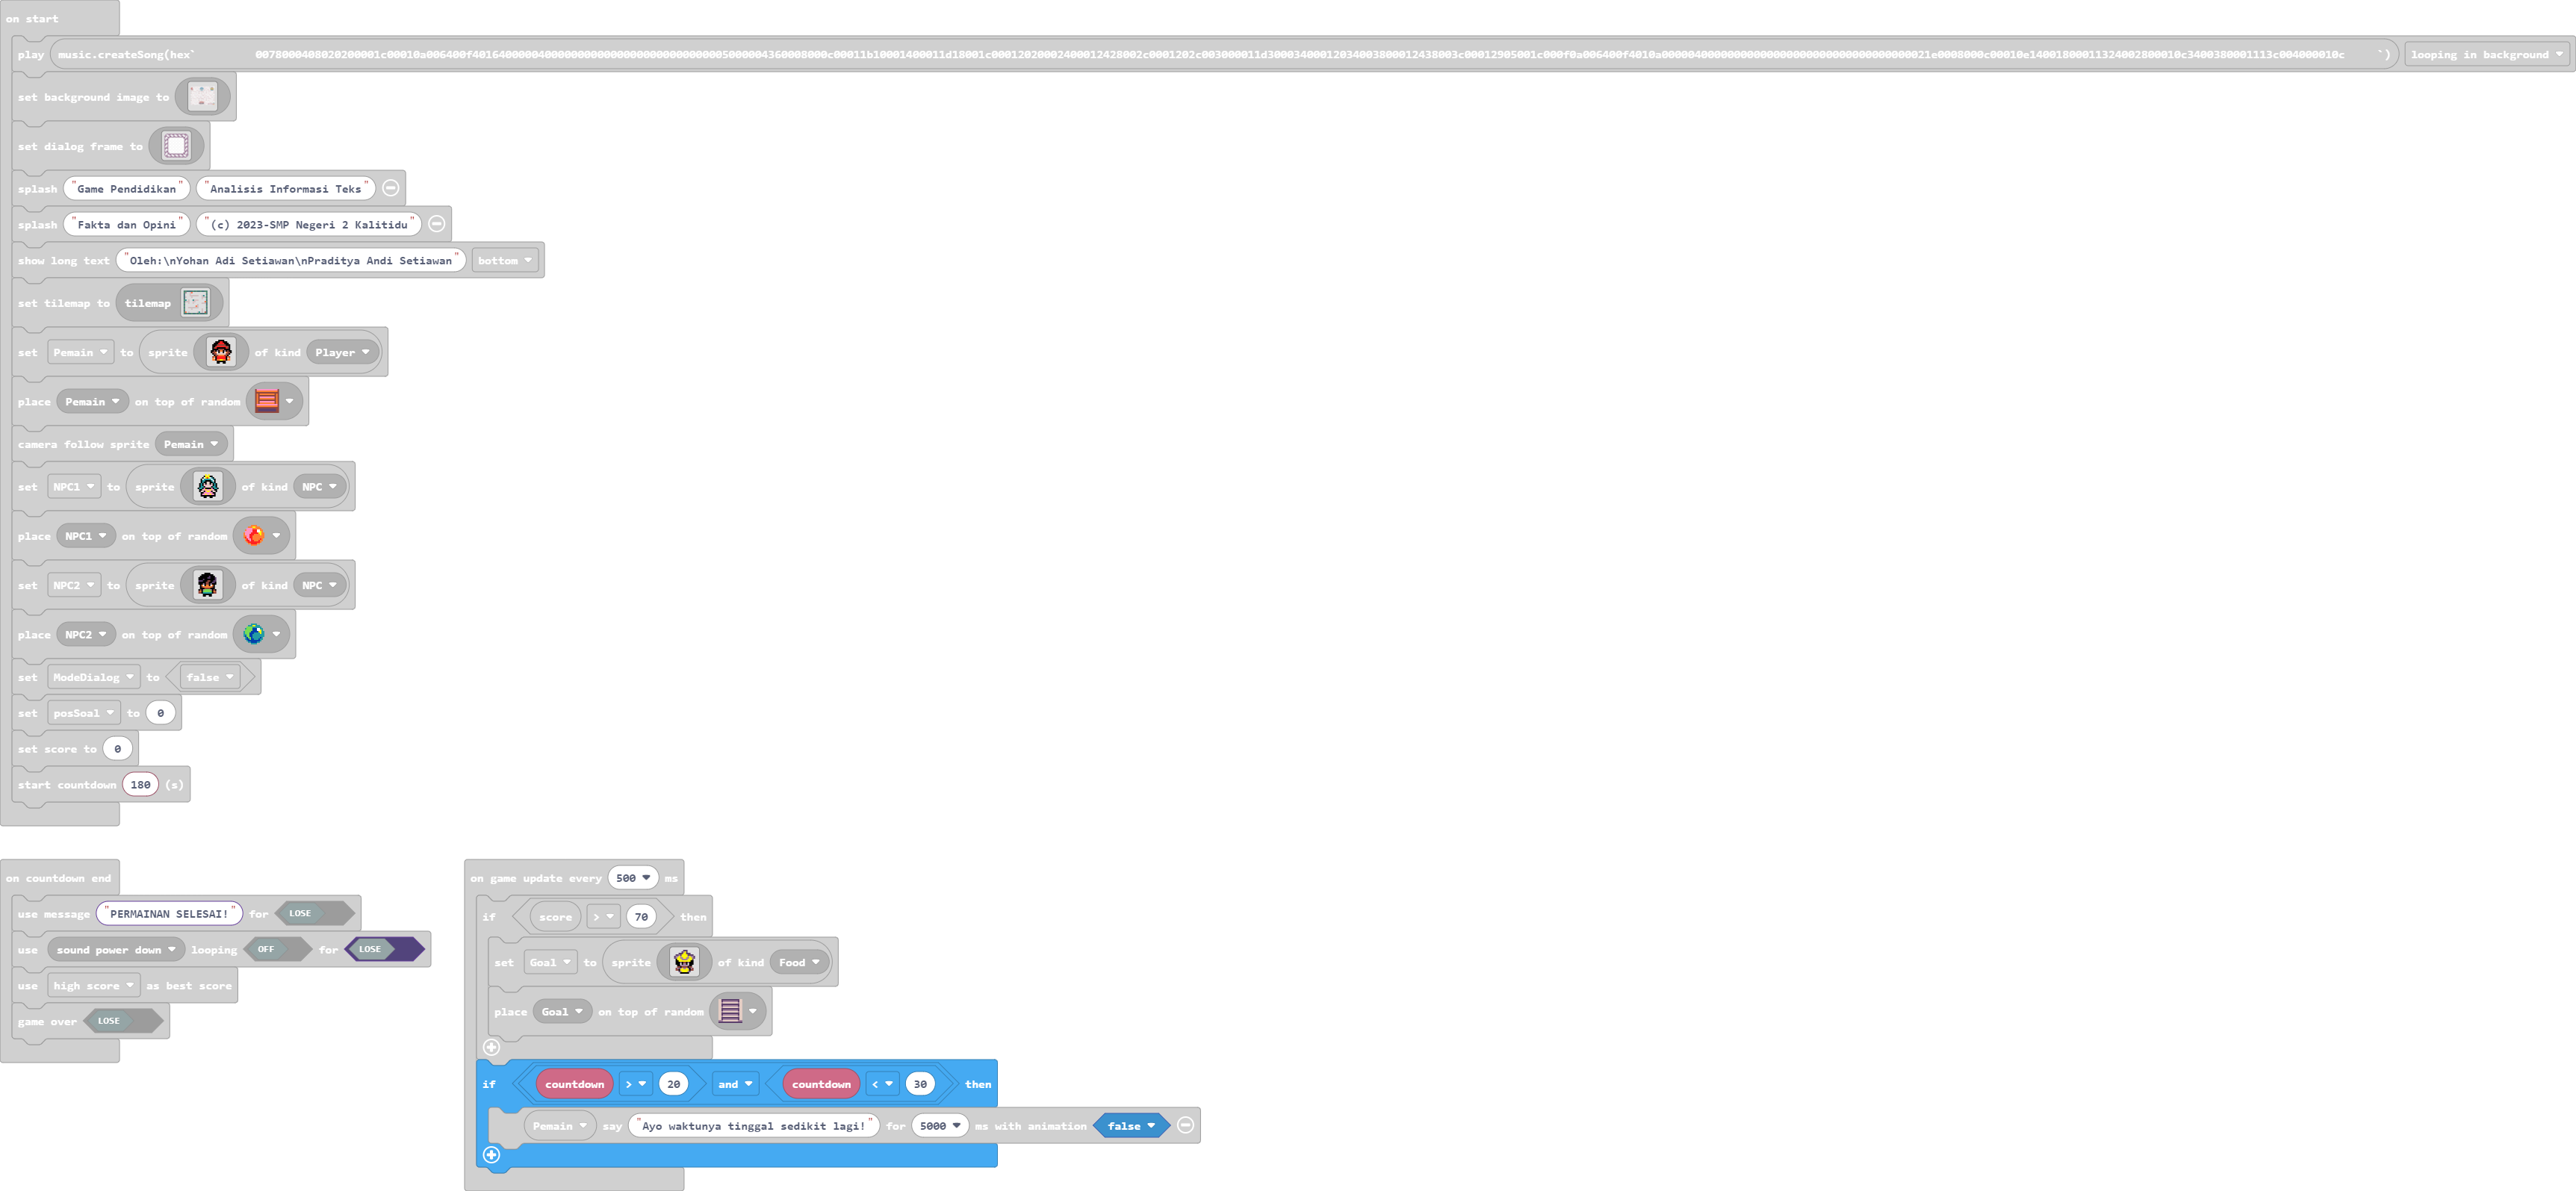 on start
play music.createSong(hex` 0078000408020200001c00010a006400f40164000004000000000000000000000000000500000436000800 0c00011b10001400011d18001c00012020002400012428002c0001202c003000011d30003400012034003800012438003c00012905001c000f0a006400f4010a0000040000000000000000000000000000000021e0008000c00010e1400180001132400280001 0c3400380001113c004000010c `) looping in background
set background image to
set dialog frame to
splash "Game Pendidikan" "Analisis Informasi Teks"
splash "Fakta dan Opini" "(c) 2023-SMP Negeri 2 Kalitidu"
show long text "Oleh:\nYohan Adi Setiawan\nPraditya Andi Setiawan" bottom
set tilemap to tilemap
set Pemain to sprite of kind Player
place Pemain on top of random
camera follow sprite Pemain
set NPC1 to sprite of kind NPC
place NPC1 on top of random
set NPC2 to sprite of kind NPC
place NPC2 on top of random
set ModeDialog to false
set posSoal to 0
set score to 0
start countdown 180 (s)
on countdown end
use message "PERMAINAN SELESAI!" for LOSE
use sound power down looping OFF for LOSE
use high score as best score
game over LOSE
on game update every 500 ms
if score > 70 then
set Goal to sprite of kind Food
place Goal on top of random
if countdown > 20 and countdown < 30 then
Pemain say "Ayo waktunya tinggal sedikit lagi!" for 5000 ms with animation false